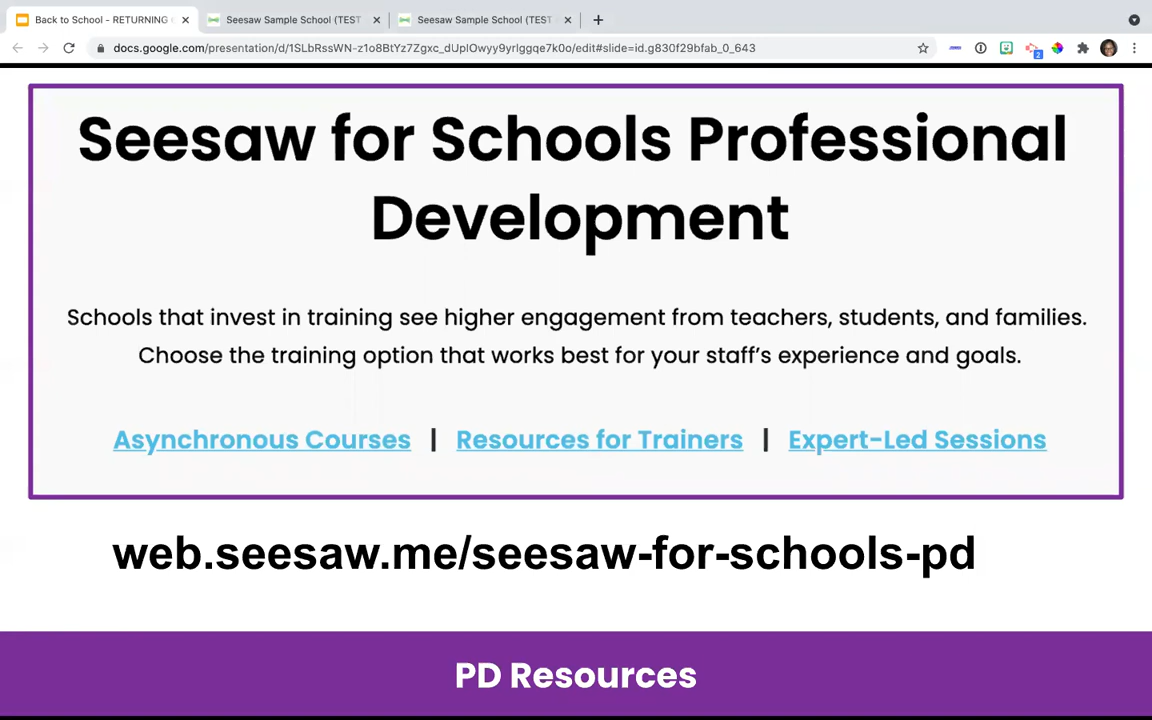 Back to School - RETURNING
Seesaw Sample School (TEST
Seesaw Sample School (TEST
docs.google.com/presentation/d/1SLbRssWN-z1o8BtYz7Zgxc_dUplOwyy9yrIggqe7k0o/edit#slide=id.g830f29bfab_0_643
2
Seesaw for Schools Professional
Development
Schools that invest in training see higher engagement from teachers, students, and families.
Choose the training option that works best for your staff's experience and goals.
Asynchronous Courses | Resources for Trainers | Expert-Led Sessions
web.seesaw.me/seesaw-for-schools-pd
PD Resources